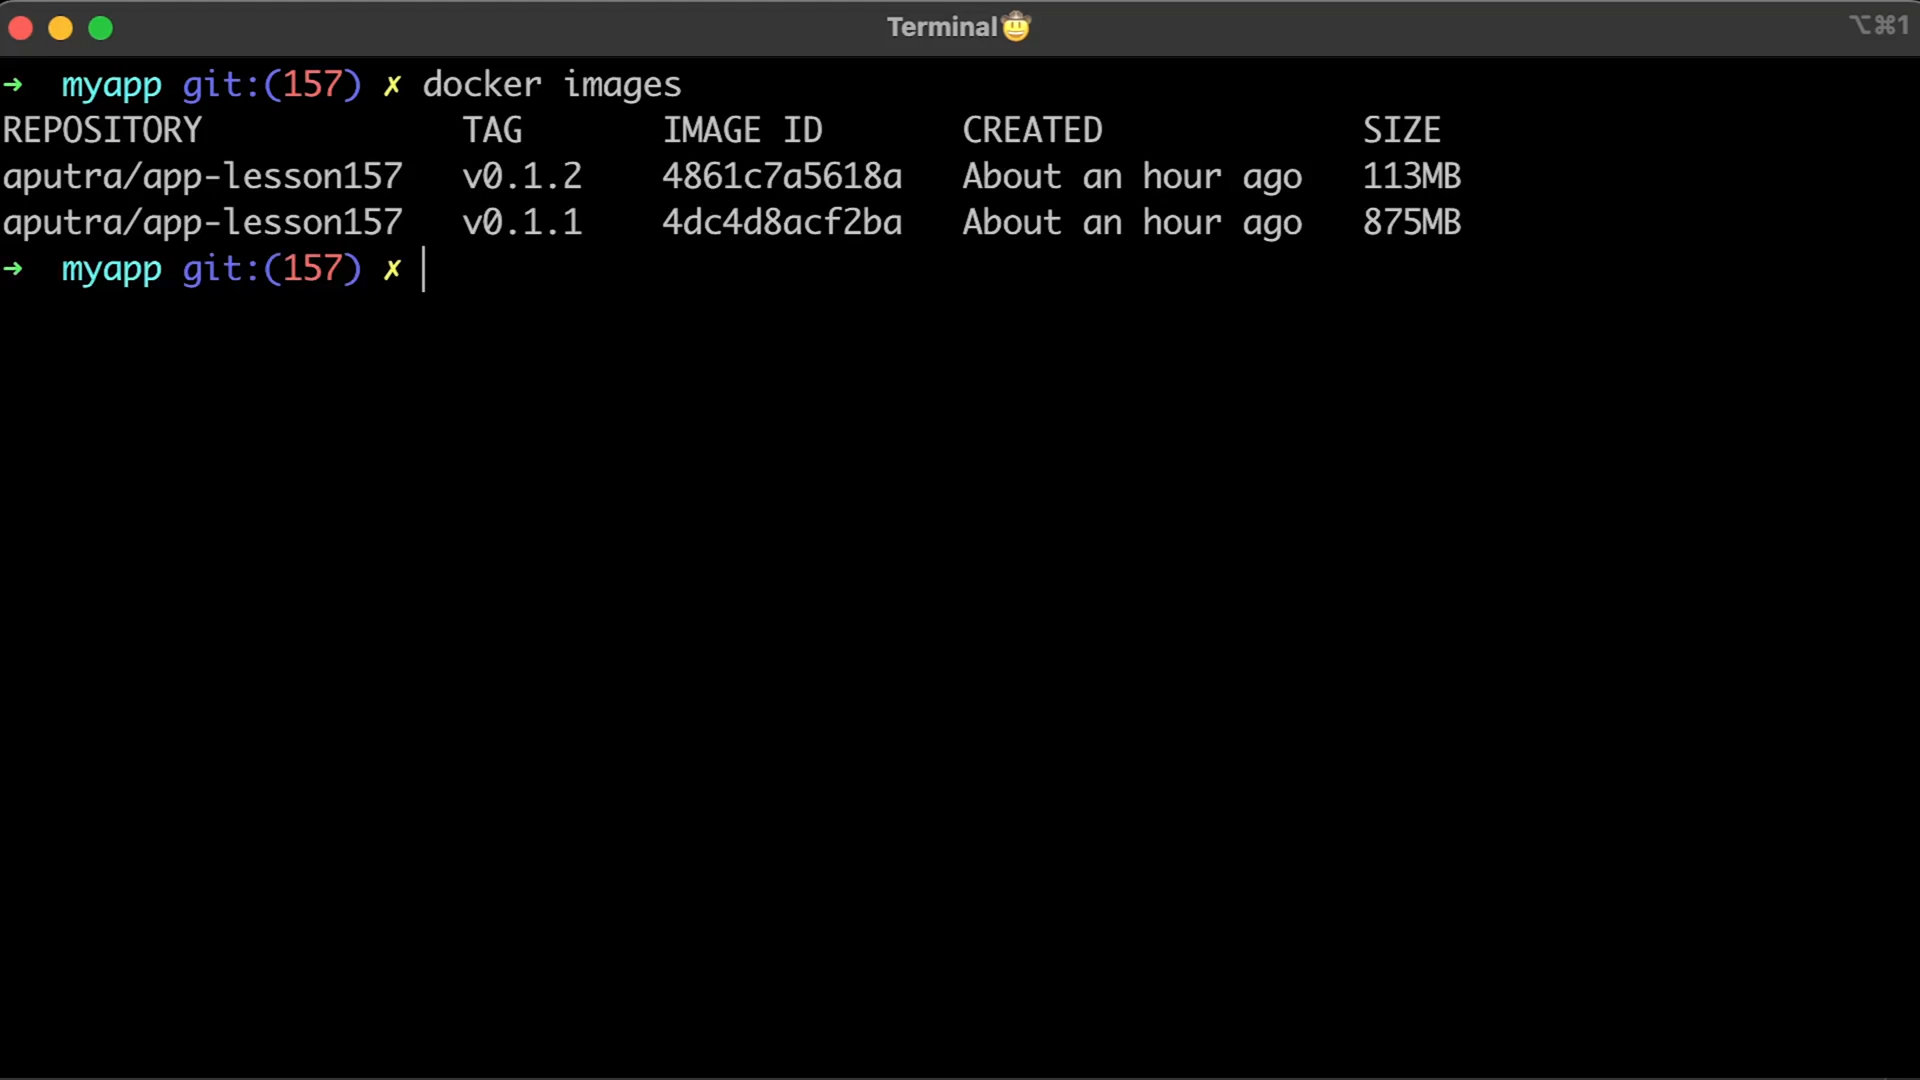 Terminal🤠
⌥⌘1
➜ myapp git:(157) ✗ docker images
REPOSITORY TAG IMAGE ID CREATED SIZE
aputra/app-lesson157 v0.1.2 4861c7a5618a About an hour ago 113MB
aputra/app-lesson157 v0.1.1 4dc4d8acf2ba About an hour ago 875MB
➜ myapp git:(157) ✗